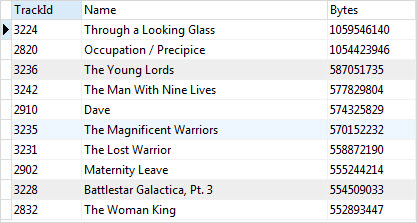 TrackId Name Bytes
3224 Through a Looking Glass 1059546140
2820 Occupation / Precipice 1054423946
3236 The Young Lords 587051735
3242 The Man With Nine Lives 577829804
2910 Dave 574325829
3235 The Magnificent Warriors 570152232
3231 The Lost Warrior 558872190
2902 Maternity Leave 555244214
3228 Battlestar Galactica, Pt. 3 554509033
2832 The Woman King 552893447